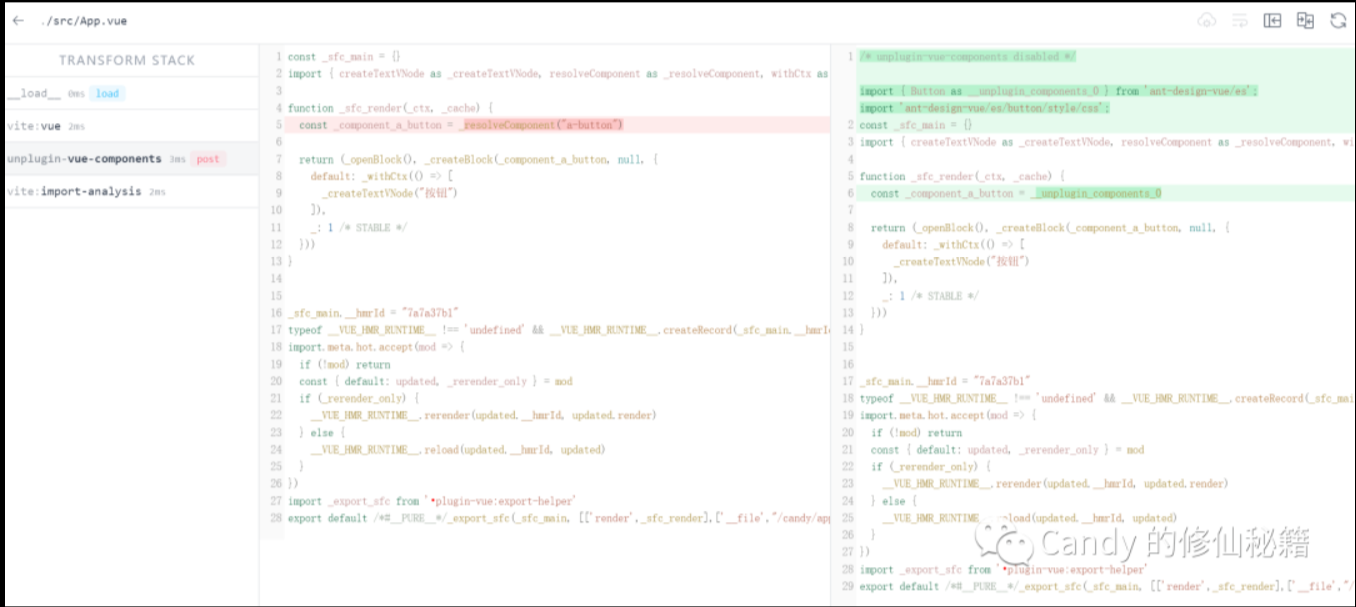 ← ./src/App.vue
TRANSFORM STACK
__load__ 0ms load
vite:vue 2ms
unplugin-vue-components 3ms post
vite:import-analysis 2ms
1 const _sfc_main = {}
2 import { createTextVNode as _createTextVNode, resolveComponent as _resolveComponent, withCtx as
3
4 function _sfc_render(_ctx, _cache) {
5 const _component_a_button = _resolveComponent("a-button")
6
7 return (_openBlock(), _createBlock(_component_a_button, null, {
8 default: _withCtx(() => [
9 _createTextVNode("按钮")
10 ]),
11 _: 1 /* STABLE */
12 }))
13 }
14
15
16 _sfc_main.__hmrId = "7a7a37b1"
17 typeof __VUE_HMR_RUNTIME__ !== 'undefined' && __VUE_HMR_RUNTIME__.createRecord(_sfc_main.__hmrId
18 import.meta.hot.accept(mod => {
19 if (!mod) return
20 const { default: updated, _rerender_only } = mod
21 if (_rerender_only) {
22 __VUE_HMR_RUNTIME__.rerender(updated.__hmrId, updated.render)
23 } else {
24 __VUE_HMR_RUNTIME__.reload(updated.__hmrId, updated)
25 }
26 })
27 import _export_sfc from '•plugin-vue:export-helper'
28 export default /*#__PURE__*/_export_sfc(_sfc_main, [['render',_sfc_render],['__file',"/candy/app
1 /* unplugin-vue-components disabled */
import { Button as __unplugin_components_0 } from 'ant-design-vue/es';
import 'ant-design-vue/es/button/style/css';
2 const _sfc_main = {}
3 import { createTextVNode as _createTextVNode, resolveComponent as _resolveComponent, wi
4
5 function _sfc_render(_ctx, _cache) {
6 const _component_a_button = __unplugin_components_0
7
8 return (_openBlock(), _createBlock(_component_a_button, null, {
9 default: _withCtx(() => [
10 _createTextVNode("按钮")
11 ]),
12 _: 1 /* STABLE */
13 }))
14 }
15
16
17 _sfc_main.__hmrId = "7a7a37b1"
18 typeof __VUE_HMR_RUNTIME__ !== 'undefined' && __VUE_HMR_RUNTIME__.createRecord(_sfc_mai
19 import.meta.hot.accept(mod => {
20 if (!mod) return
21 const { default: updated, _rerender_only } = mod
22 if (_rerender_only) {
23 __VUE_HMR_RUNTIME__.rerender(updated.__hmrId, updated.render)
24 } else {
25 __VUE_HMR_RUNTIME__.reload(updated.__hmrId, updated)
26 }
27 })
28 import _export_sfc from '•plugin-vue:export-helper'
29 export default /*#__PURE__*/_export_sfc(_sfc_main, [['render',_sfc_render],['__file',"/
Candy 的修仙秘籍